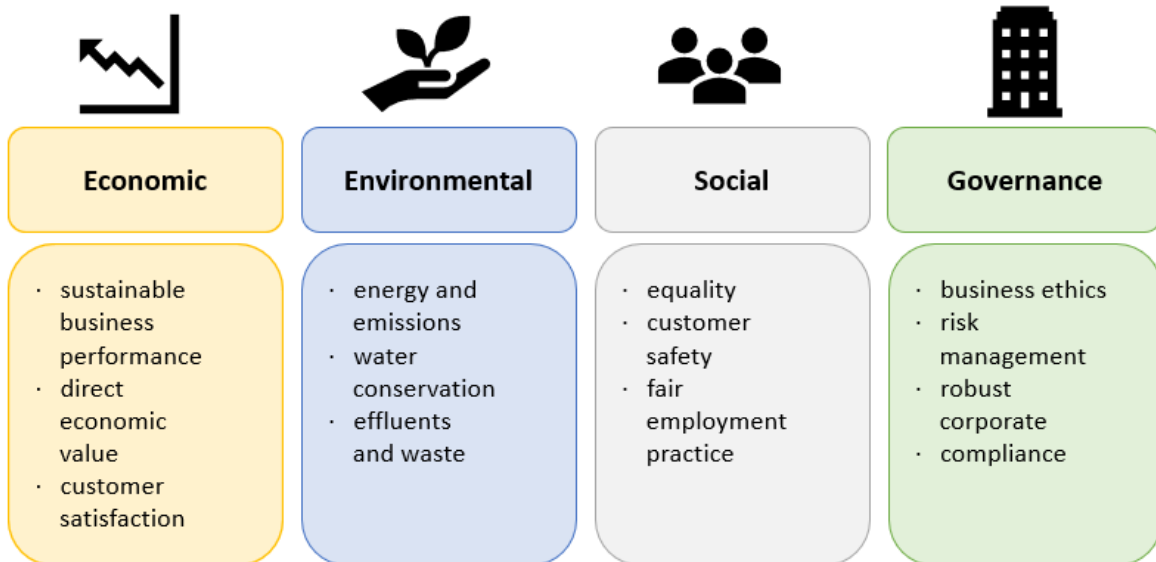 Economic
Environmental
Social
Governance
· sustainable
business
performance
· direct
economic
value
· customer
satisfaction
· energy and
emissions
· water
conservation
· effluents
and waste
· equality
· customer
safety
· fair
employment
practice
· business ethics
· risk
management
· robust
corporate
· compliance